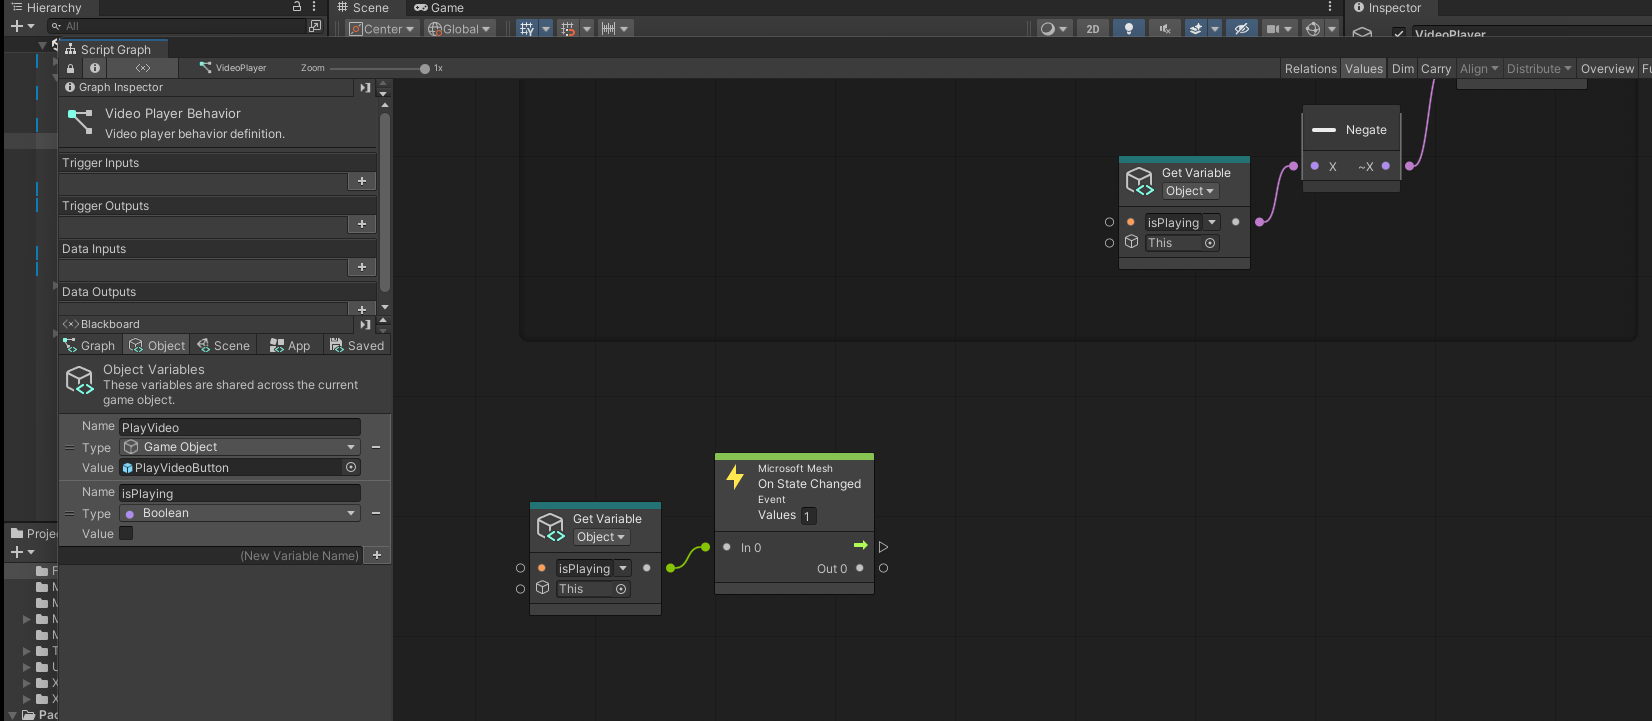 Hierarchy
Scene
Game
Inspector
All
Center
Global
2D
VideoPlayer
Script Graph
VideoPlayer
Zoom
1x
Relations
Values
Dim
Carry
Align
Distribute
Overview
Fu
Graph Inspector
Video Player Behavior
Video player behavior definition.
Trigger Inputs
Trigger Outputs
Data Inputs
Data Outputs
Blackboard
Graph
Object
Scene
App
Saved
Object Variables
These variables are shared across the current
game object.
Name PlayVideo
Type Game Object
Value PlayVideoButton
Name isPlaying
Type Boolean
Value
(New Variable Name)
Proje
F
M
M
T
U
X
X
Pac
Negate
X ~X
Get Variable
Object
isPlaying
This
Microsoft Mesh
On State Changed
Event
Values 1
In 0
Out 0
Get Variable
Object
isPlaying
This